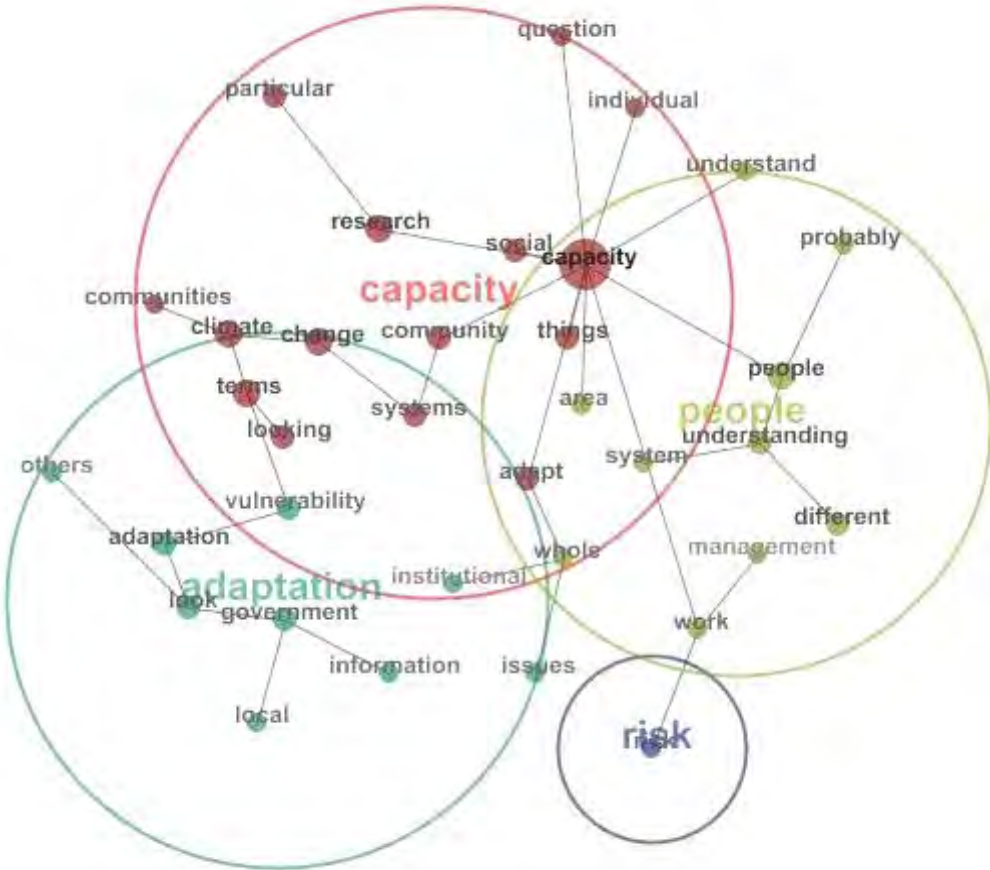 question
particular
individual
understand
research
social
probably
capacity
capacity
communities
climate
change
community
things
people
terms
systems
area
people
looking
understanding
others
adapt
system
vulnerability
different
adaptation
whole
management
institutional
adaptation
look
government
work
information
issues
local
risk
risk